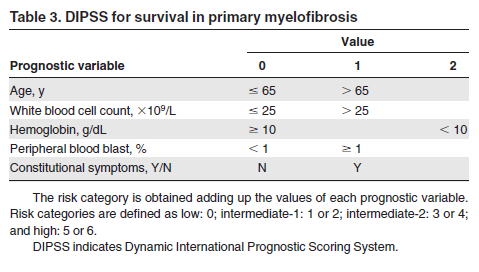 Table 3. DIPSS for survival in primary myelofibrosis
Value
Prognostic variable 0 1 2
Age, y ≤ 65 > 65
White blood cell count, ×10⁹/L ≤ 25 > 25
Hemoglobin, g/dL ≥ 10 < 10
Peripheral blood blast, % < 1 ≥ 1
Constitutional symptoms, Y/N N Y
The risk category is obtained adding up the values of each prognostic variable.
Risk categories are defined as low: 0; intermediate-1: 1 or 2; intermediate-2: 3 or 4;
and high: 5 or 6.
DIPSS indicates Dynamic International Prognostic Scoring System.